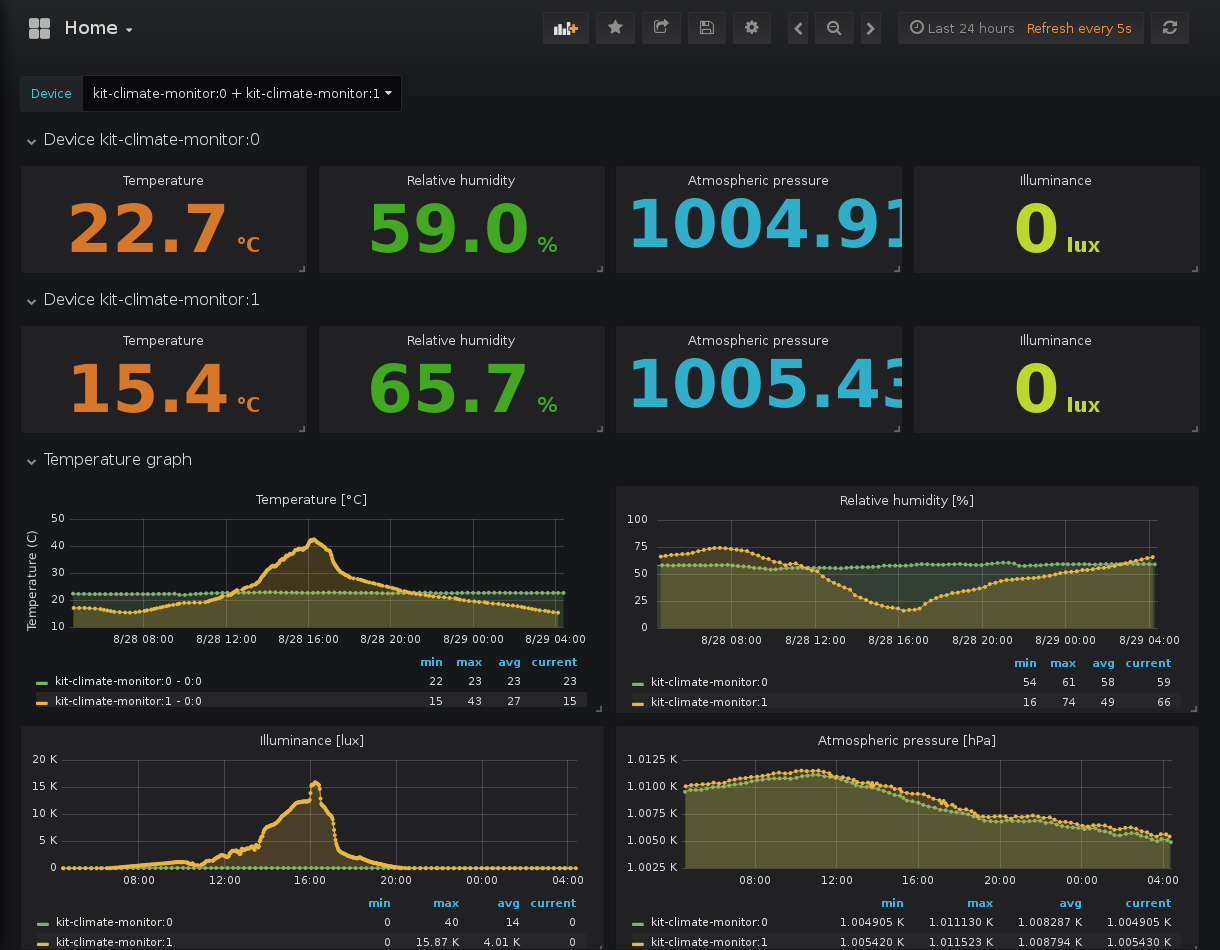 Home
Last 24 hours Refresh every 5s
Device kit-climate-monitor:0 + kit-climate-monitor:1
Device kit-climate-monitor:0
Temperature Relative humidity Atmospheric pressure Illuminance
22.7 °C 59.0 % 1004.91 0 lux
Device kit-climate-monitor:1
Temperature Relative humidity Atmospheric pressure Illuminance
15.4 °C 65.7 % 1005.43 0 lux
Temperature graph
Temperature [°C]
Temperature (C)
50
40
30
20
10
8/28 08:00 8/28 12:00 8/28 16:00 8/28 20:00 8/29 00:00 8/29 04:00
min max avg current
kit-climate-monitor:0 - 0:0 22 23 23 23
kit-climate-monitor:1 - 0:0 15 43 27 15
Relative humidity [%]
100
75
50
25
0
8/28 08:00 8/28 12:00 8/28 16:00 8/28 20:00 8/29 00:00 8/29 04:00
min max avg current
kit-climate-monitor:0 54 61 58 59
kit-climate-monitor:1 16 74 49 66
Illuminance [lux]
20 K
15 K
10 K
5 K
0
08:00 12:00 16:00 20:00 00:00 04:00
min max avg current
kit-climate-monitor:0 0 40 14 0
kit-climate-monitor:1 0 15.87 K 4.01 K 0
Atmospheric pressure [hPa]
1.0125 K
1.0100 K
1.0075 K
1.0050 K
1.0025 K
08:00 12:00 16:00 20:00 00:00 04:00
min max avg current
kit-climate-monitor:0 1.004905 K 1.011130 K 1.008287 K 1.004905 K
kit-climate-monitor:1 1.005420 K 1.011523 K 1.008794 K 1.005430 K